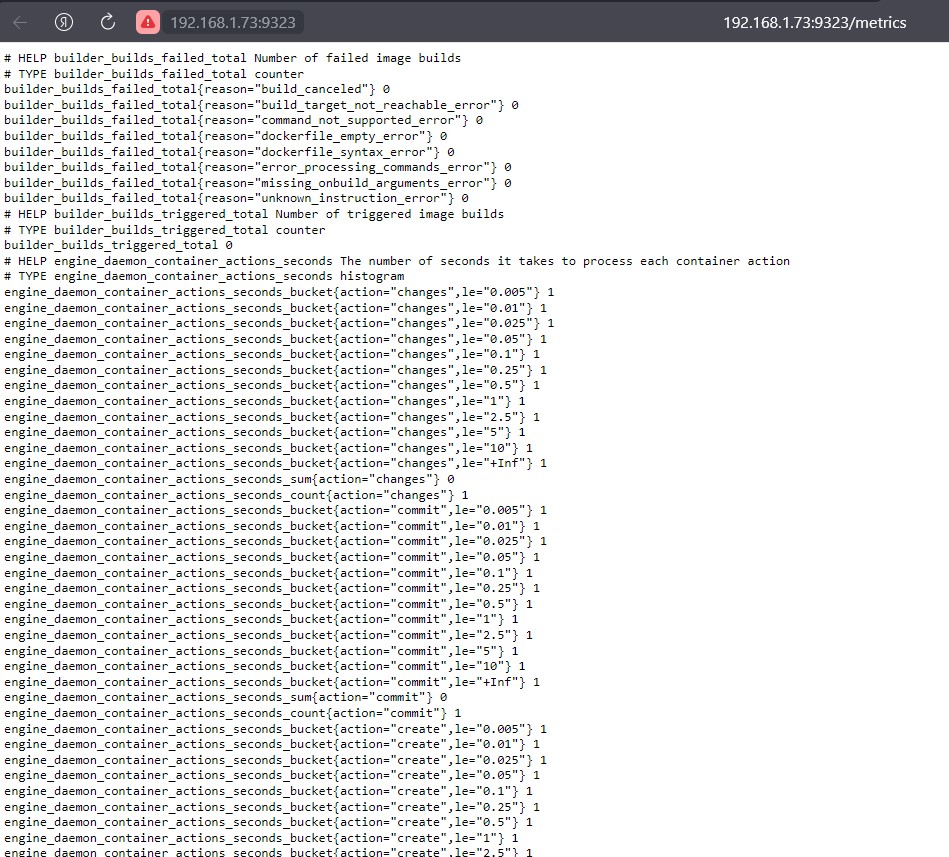 192.168.1.73:9323 192.168.1.73:9323/metrics
# HELP builder_builds_failed_total Number of failed image builds
# TYPE builder_builds_failed_total counter
builder_builds_failed_total{reason="build_canceled"} 0
builder_builds_failed_total{reason="build_target_not_reachable_error"} 0
builder_builds_failed_total{reason="command_not_supported_error"} 0
builder_builds_failed_total{reason="dockerfile_empty_error"} 0
builder_builds_failed_total{reason="dockerfile_syntax_error"} 0
builder_builds_failed_total{reason="error_processing_commands_error"} 0
builder_builds_failed_total{reason="missing_onbuild_arguments_error"} 0
builder_builds_failed_total{reason="unknown_instruction_error"} 0
# HELP builder_builds_triggered_total Number of triggered image builds
# TYPE builder_builds_triggered_total counter
builder_builds_triggered_total 0
# HELP engine_daemon_container_actions_seconds The number of seconds it takes to process each container action
# TYPE engine_daemon_container_actions_seconds histogram
engine_daemon_container_actions_seconds_bucket{action="changes",le="0.005"} 1
engine_daemon_container_actions_seconds_bucket{action="changes",le="0.01"} 1
engine_daemon_container_actions_seconds_bucket{action="changes",le="0.025"} 1
engine_daemon_container_actions_seconds_bucket{action="changes",le="0.05"} 1
engine_daemon_container_actions_seconds_bucket{action="changes",le="0.1"} 1
engine_daemon_container_actions_seconds_bucket{action="changes",le="0.25"} 1
engine_daemon_container_actions_seconds_bucket{action="changes",le="0.5"} 1
engine_daemon_container_actions_seconds_bucket{action="changes",le="1"} 1
engine_daemon_container_actions_seconds_bucket{action="changes",le="2.5"} 1
engine_daemon_container_actions_seconds_bucket{action="changes",le="5"} 1
engine_daemon_container_actions_seconds_bucket{action="changes",le="10"} 1
engine_daemon_container_actions_seconds_bucket{action="changes",le="+Inf"} 1
engine_daemon_container_actions_seconds_sum{action="changes"} 0
engine_daemon_container_actions_seconds_count{action="changes"} 1
engine_daemon_container_actions_seconds_bucket{action="commit",le="0.005"} 1
engine_daemon_container_actions_seconds_bucket{action="commit",le="0.01"} 1
engine_daemon_container_actions_seconds_bucket{action="commit",le="0.025"} 1
engine_daemon_container_actions_seconds_bucket{action="commit",le="0.05"} 1
engine_daemon_container_actions_seconds_bucket{action="commit",le="0.1"} 1
engine_daemon_container_actions_seconds_bucket{action="commit",le="0.25"} 1
engine_daemon_container_actions_seconds_bucket{action="commit",le="0.5"} 1
engine_daemon_container_actions_seconds_bucket{action="commit",le="1"} 1
engine_daemon_container_actions_seconds_bucket{action="commit",le="2.5"} 1
engine_daemon_container_actions_seconds_bucket{action="commit",le="5"} 1
engine_daemon_container_actions_seconds_bucket{action="commit",le="10"} 1
engine_daemon_container_actions_seconds_bucket{action="commit",le="+Inf"} 1
engine_daemon_container_actions_seconds_sum{action="commit"} 0
engine_daemon_container_actions_seconds_count{action="commit"} 1
engine_daemon_container_actions_seconds_bucket{action="create",le="0.005"} 1
engine_daemon_container_actions_seconds_bucket{action="create",le="0.01"} 1
engine_daemon_container_actions_seconds_bucket{action="create",le="0.025"} 1
engine_daemon_container_actions_seconds_bucket{action="create",le="0.05"} 1
engine_daemon_container_actions_seconds_bucket{action="create",le="0.1"} 1
engine_daemon_container_actions_seconds_bucket{action="create",le="0.25"} 1
engine_daemon_container_actions_seconds_bucket{action="create",le="0.5"} 1
engine_daemon_container_actions_seconds_bucket{action="create",le="1"} 1
engine_daemon_container_actions_seconds_bucket{action="create",le="2.5"} 1